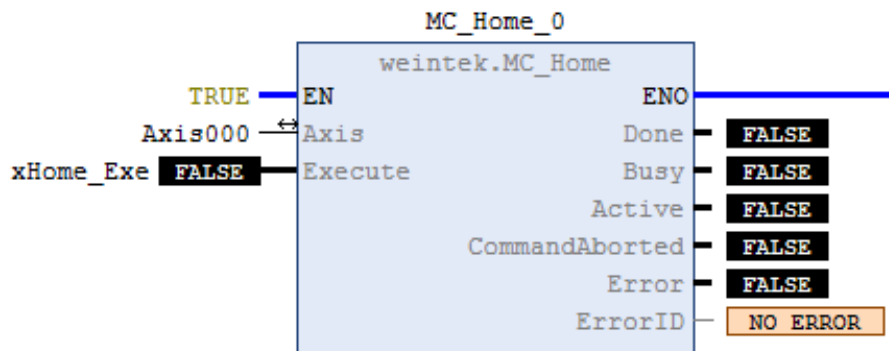 MC_Home_0
weintek.MC_Home
TRUE EN ENO
Axis000 Axis Done FALSE
xHome_Exe FALSE Execute Busy FALSE
Active FALSE
CommandAborted FALSE
Error FALSE
ErrorID NO ERROR